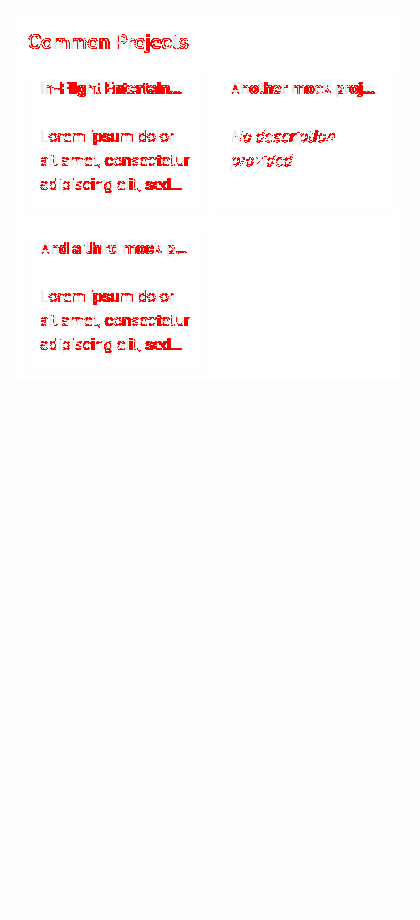 Common Projects
In-Flight Entertain...
Another mock proj...
Lorem ipsum dolor
sit amet, consectetur
adipiscing elit, sed...
No description
provided
And a third mock p...
Lorem ipsum dolor
sit amet, consectetur
adipiscing elit, sed...